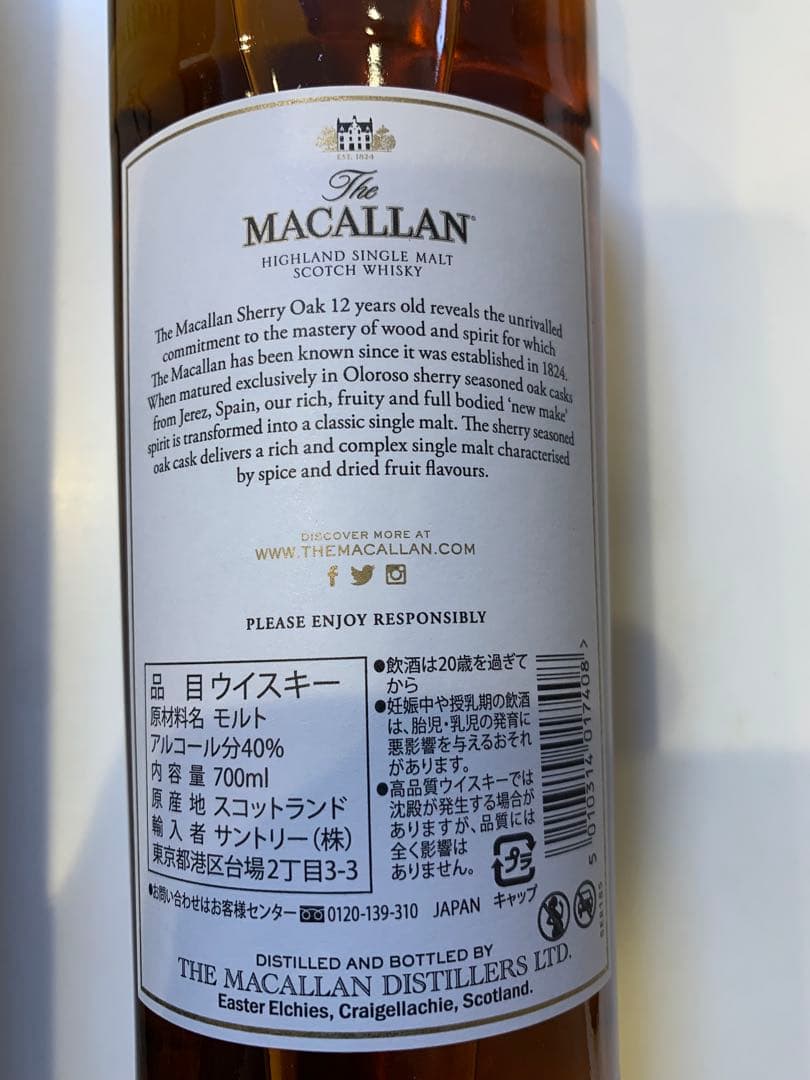 EST. 1824
The
MACALLAN
HIGHLAND SINGLE MALT
SCOTCH WHISKY
The Macallan Sherry Oak 12 years old reveals the unrivalled
commitment to the mastery of wood and spirit for which
The Macallan has been known since it was established in 1824.
When matured exclusively in Oloroso sherry seasoned oak casks
from Jerez, Spain, our rich, fruity and full bodied ‘new make’
spirit is transformed into a classic single malt. The sherry seasoned
oak cask delivers a rich and complex single malt characterised
by spice and dried fruit flavours.
DISCOVER MORE AT
WWW.THEMACALLAN.COM
PLEASE ENJOY RESPONSIBLY
品 目 ウイスキー
原材料名 モルト
アルコール分40%
内容量 700ml
原産地 スコットランド
輸入者 サントリー(株)
東京都港区台場2丁目3-3
●飲酒は20歳を過ぎて
から
●妊娠中や授乳期の飲酒
は、胎児・乳児の発育に
悪影響を与えるおそれ
があります。
●高品質ウイスキーでは
沈殿が発生する場合が
ありますが、品質には
全く影響は
ありません。
プラ
キャップ
5 010314 017408 >
●お問い合わせはお客様センター 0120-139-310 JAPAN
DISTILLED AND BOTTLED BY
THE MACALLAN DISTILLERS LTD.
Easter Elchies, Craigellachie, Scotland.